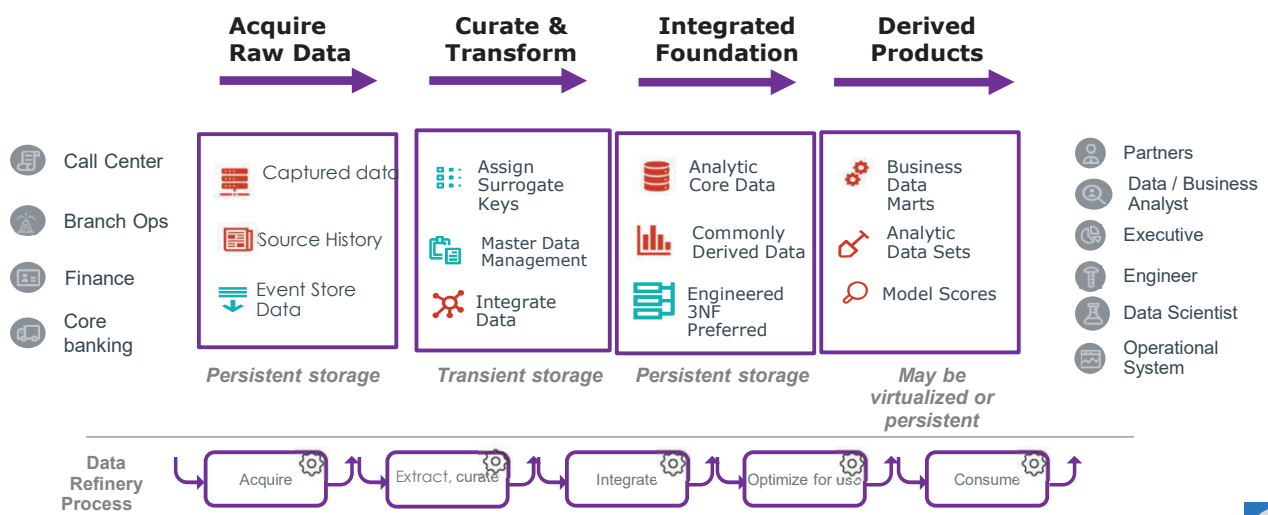 Acquire
Raw Data
Curate &
Transform
Integrated
Foundation
Derived
Products
Call Center
Branch Ops
Finance
Core
banking
Captured data
Source History
Event Store
Data
Assign
Surrogate
Keys
Master Data
Management
Integrate
Data
Analytic
Core Data
Commonly
Derived Data
Engineered
3NF
Preferred
Business
Data
Marts
Analytic
Data Sets
Model Scores
Partners
Data / Business
Analyst
Executive
Engineer
Data Scientist
Operational
System
Persistent storage
Transient storage
Persistent storage
May be
virtualized or
persistent
Data
Refinery
Process
Acquire
Extract, curate
Integrate
Optimize for use
Consume